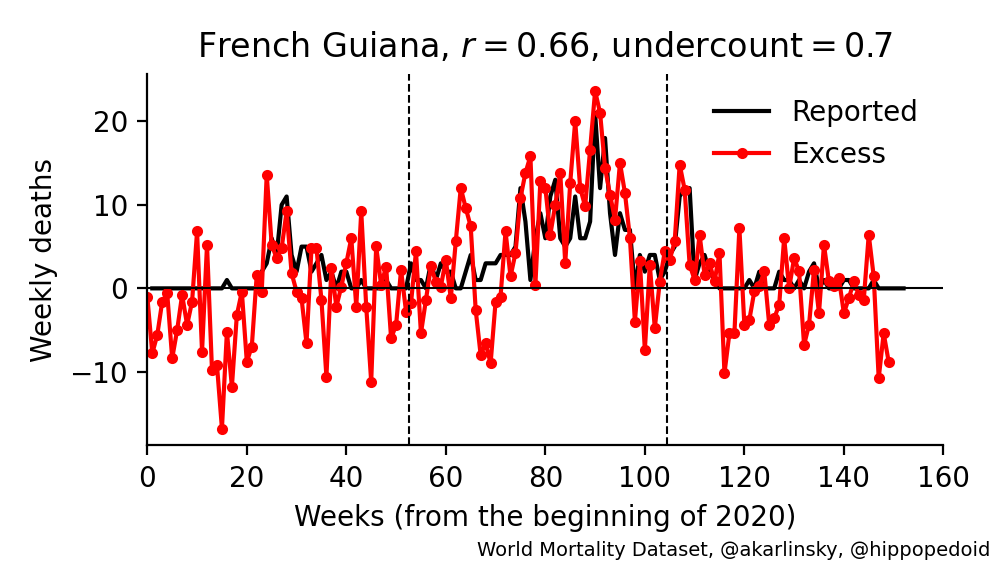 French Guiana, r = 0.66, undercount = 0.7
Reported
Excess
Weekly deaths
20
10
0
−10
0 20 40 60 80 100 120 140 160
Weeks (from the beginning of 2020)
World Mortality Dataset, @akarlinsky, @hippopedoid